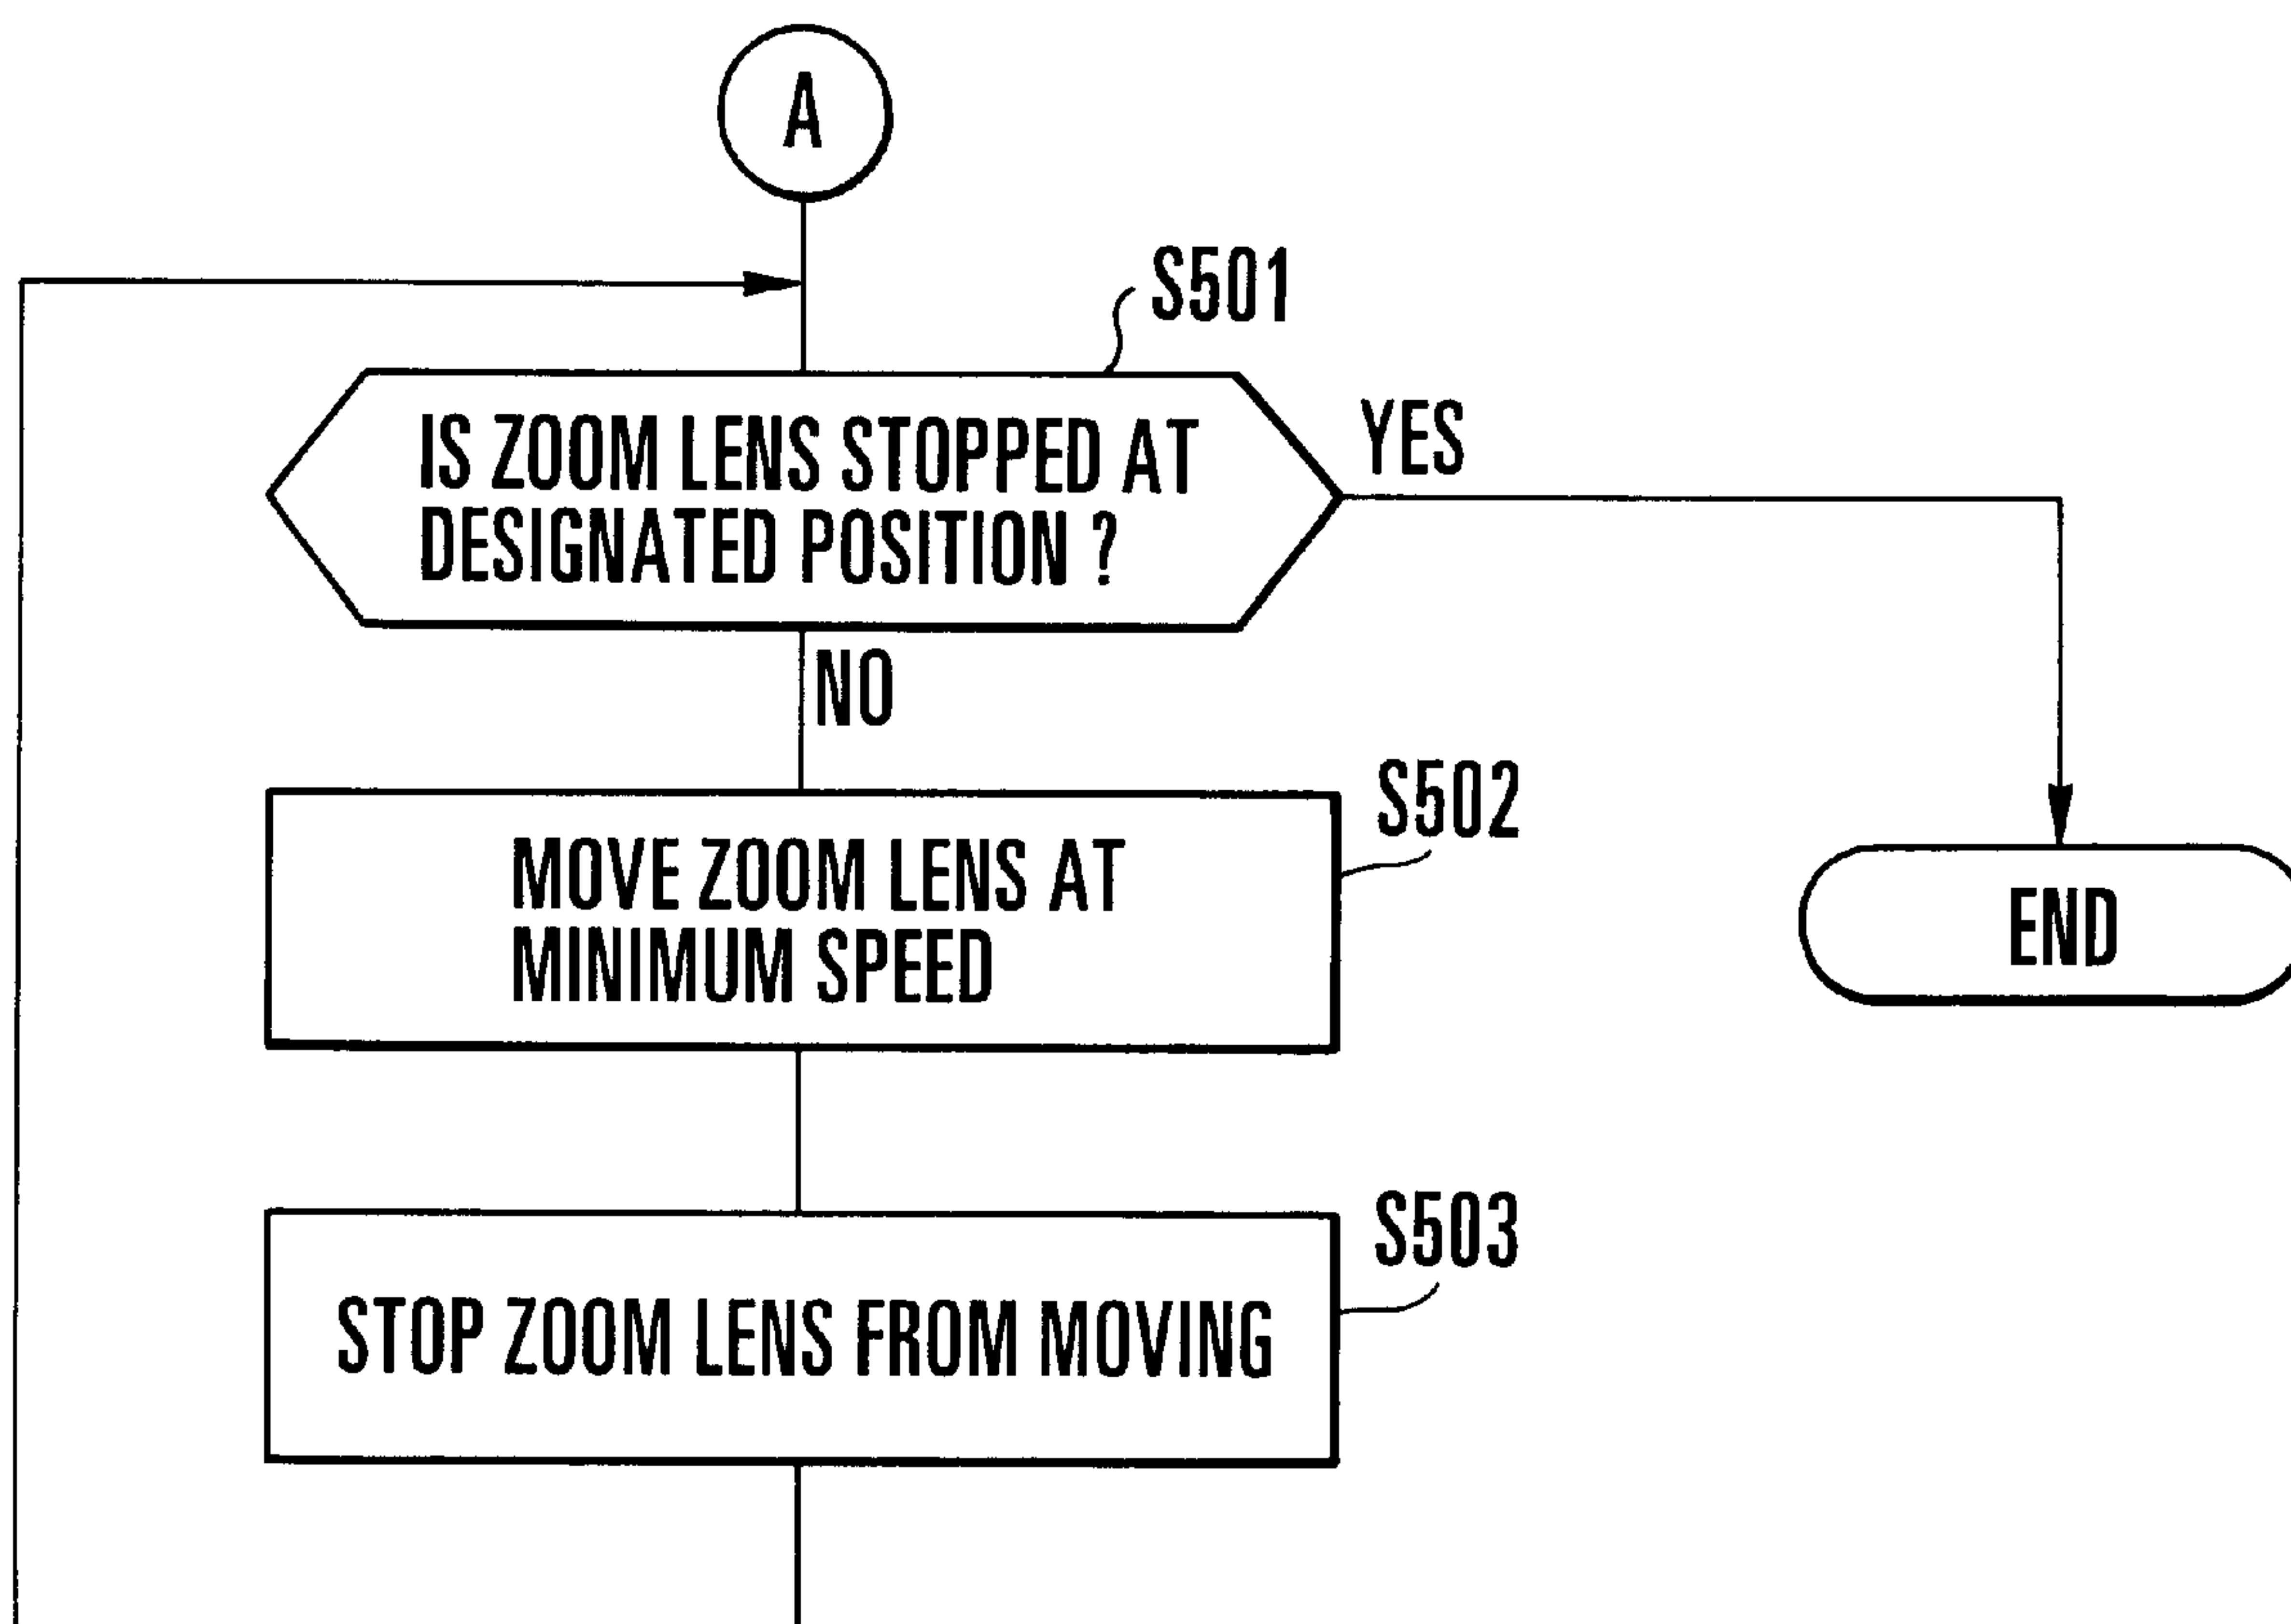 A
S501
IS ZOOM LENS STOPPED AT
DESIGNATED POSITION ?
YES
NO
S502
MOVE ZOOM LENS AT
MINIMUM SPEED
END
S503
STOP ZOOM LENS FROM MOVING